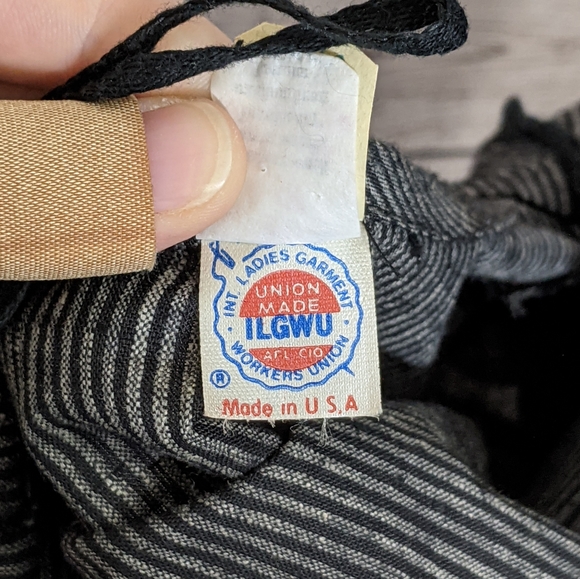 INT. LADIES GARMENT
WORKERS UNION
UNION
MADE
ILGWU
AFL CIO
®
Made in U S.A